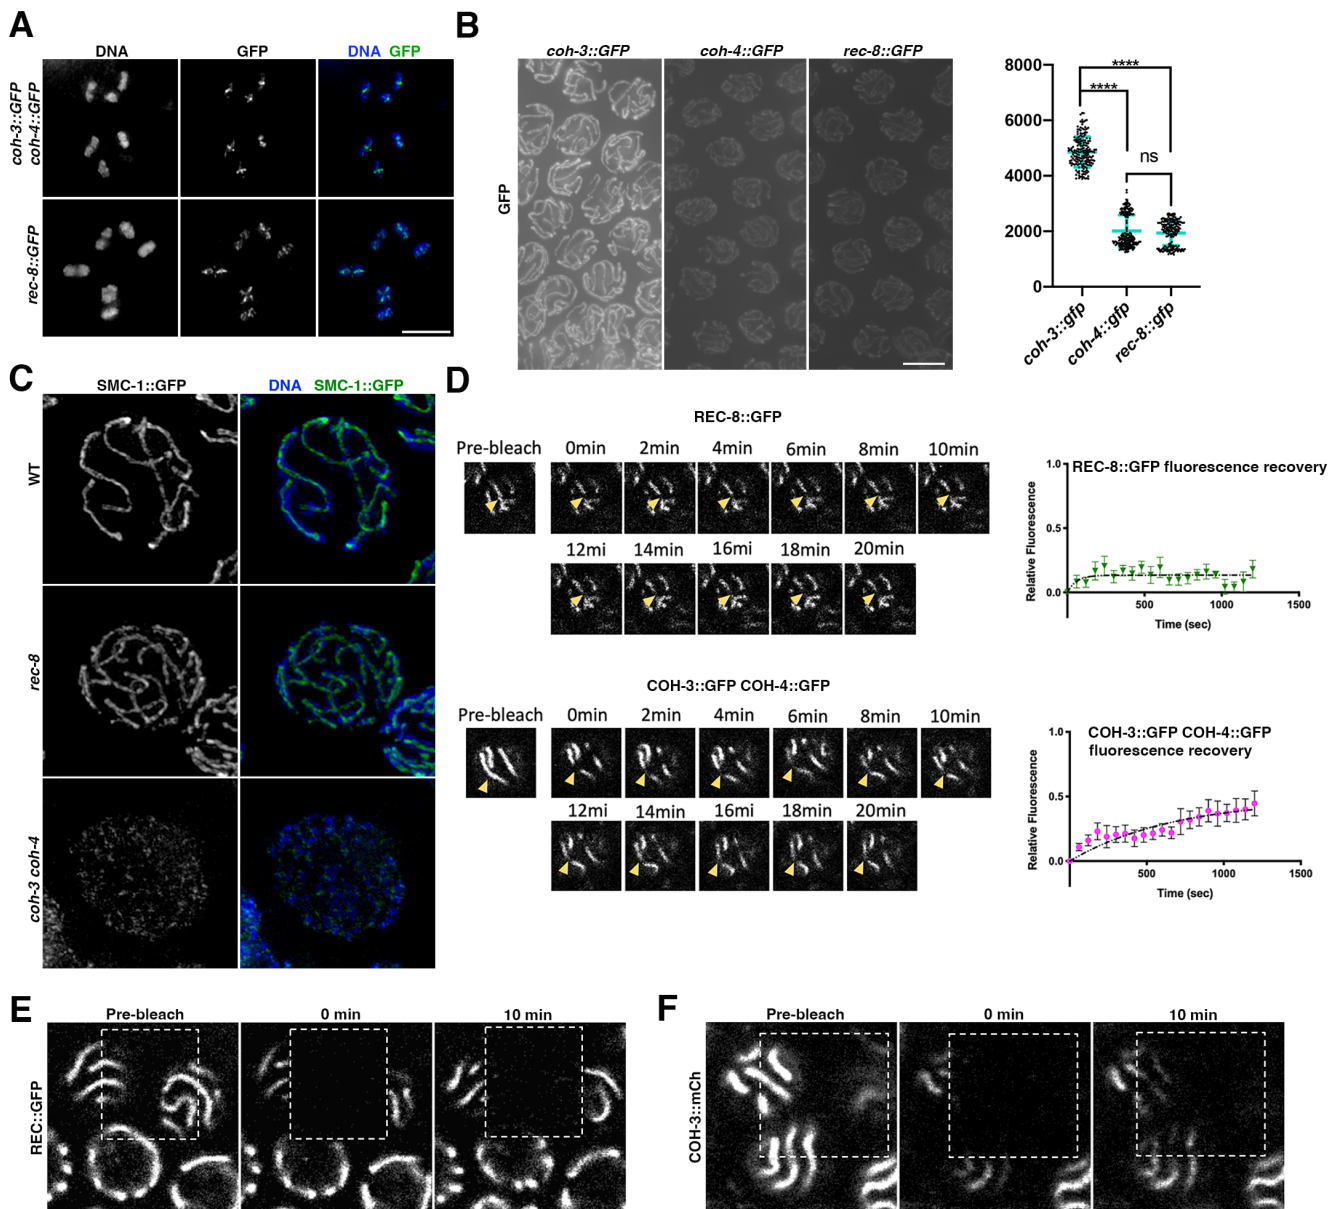 A
DNA
GFP
DNA GFP
coh-3::GFP
coh-4::GFP
rec-8::GFP
B
coh-3::GFP
coh-4::GFP
rec-8::GFP
GFP
8000
6000
4000
2000
0
****
****
ns
coh-3::gfp
coh-4::gfp
rec-8::gfp
C
SMC-1::GFP
DNA SMC-1::GFP
WT
rec-8
coh-3 coh-4
D
REC-8::GFP
Pre-bleach
0min
2min
4min
6min
8min
10min
12mi
14min
16mi
18min
20min
REC-8::GFP fluorescence recovery
Relative Fluorescence
1.0
0.5
0.0
500
1000
1500
Time (sec)
COH-3::GFP COH-4::GFP
Pre-bleach
0min
2min
4min
6min
8min
10min
12mi
14min
16mi
18min
20min
COH-3::GFP COH-4::GFP
fluorescence recovery
Relative Fluorescence
1.0
0.5
0.0
500
1000
1500
Time (sec)
E
Pre-bleach
0 min
10 min
REC::GFP
F
Pre-bleach
0 min
10 min
COH-3::mCh